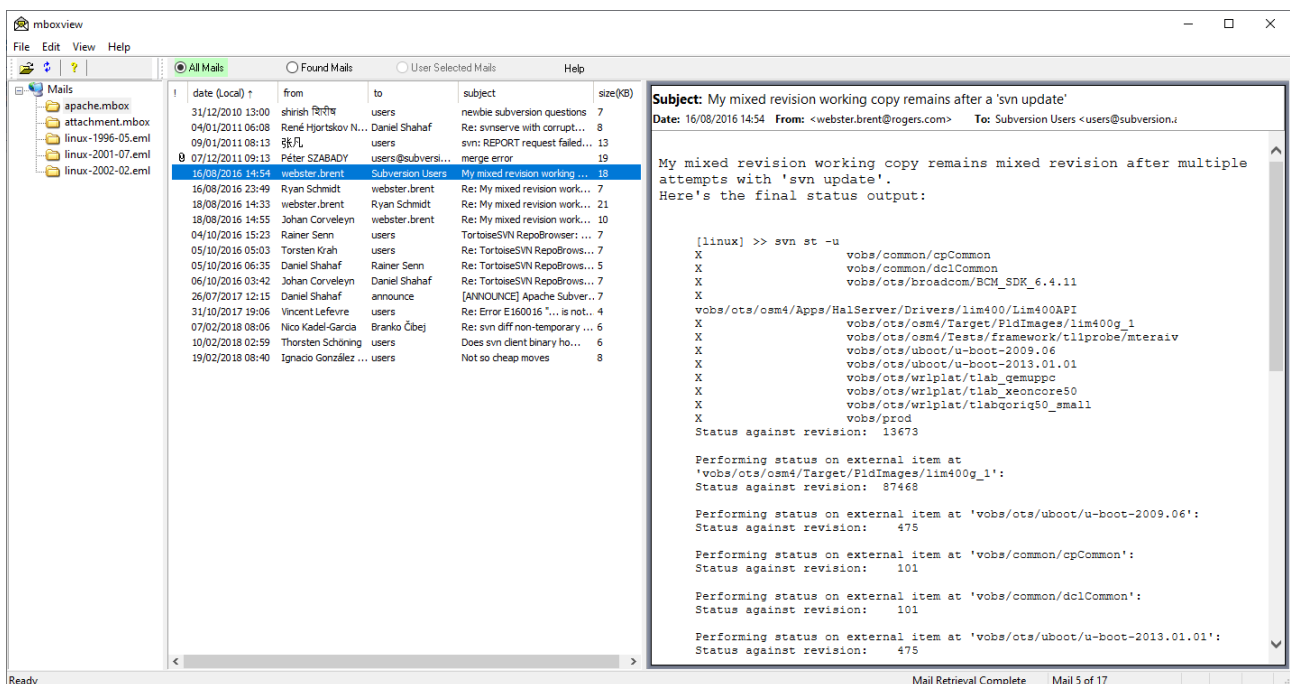 mboxview
File Edit View Help
All Mails Found Mails User Selected Mails Help
Mails
apache.mbox
attachment.mbox
linux-1996-05.eml
linux-2001-07.eml
linux-2002-02.eml
! date (Local) ↑ from to subject size(KB)
31/12/2010 13:00 shirish शिरीष users newbie subversion questions 7
04/01/2011 06:08 René Hjortskov N... Daniel Shahaf Re: svnserve with corrupt... 8
09/01/2011 08:13 张凡 users svn: REPORT request failed... 13
07/12/2011 09:13 Péter SZABADY users@subversi... merge error 19
16/08/2016 14:54 webster.brent Subversion Users My mixed revision working ... 18
16/08/2016 23:49 Ryan Schmidt webster.brent Re: My mixed revision work... 7
18/08/2016 14:33 webster.brent Ryan Schmidt Re: My mixed revision work... 21
18/08/2016 14:55 Johan Corveleyn webster.brent Re: My mixed revision work... 10
04/10/2016 15:23 Rainer Senn users TortoiseSVN RepoBrowser: ... 7
05/10/2016 05:03 Torsten Krah users Re: TortoiseSVN RepoBrows... 7
05/10/2016 06:35 Daniel Shahaf Rainer Senn Re: TortoiseSVN RepoBrows... 5
06/10/2016 03:42 Johan Corveleyn Daniel Shahaf Re: TortoiseSVN RepoBrows... 7
26/07/2017 12:15 Daniel Shahaf announce [ANNOUNCE] Apache Subver... 7
31/10/2017 19:06 Vincent Lefevre users Re: Error E160016 "... is not.. 4
07/02/2018 08:06 Nico Kadel-Garcia Branko Čibej Re: svn diff non-temporary ... 6
10/02/2018 02:59 Thorsten Schöning users Does svn client binary ho... 6
19/02/2018 08:40 Ignacio González ... users Not so cheap moves 8
Subject: My mixed revision working copy remains after a 'svn update'
Date: 16/08/2016 14:54 From: <webster.brent@rogers.com> To: Subversion Users <users@subversion.a
My mixed revision working copy remains mixed revision after multiple
attempts with 'svn update'.
Here's the final status output:
[linux] >> svn st -u
X vobs/common/cpCommon
X vobs/common/dclCommon
X vobs/ots/broadcom/BCM_SDK_6.4.11
X
vobs/ots/osm4/Apps/HalServer/Drivers/lim400/Lim400API
X vobs/ots/osm4/Target/PldImages/lim400g_1
X vobs/ots/osm4/Tests/framework/tl1probe/mteraiv
X vobs/ots/uboot/u-boot-2009.06
X vobs/ots/uboot/u-boot-2013.01.01
X vobs/ots/wrlplat/tlab_qemuppc
X vobs/ots/wrlplat/tlab_xeoncore50
X vobs/ots/wrlplat/tlabqoriq50_small
X vobs/prod
Status against revision: 13673
Performing status on external item at
'vobs/ots/osm4/Target/PldImages/lim400g_1':
Status against revision: 87468
Performing status on external item at 'vobs/ots/uboot/u-boot-2009.06':
Status against revision: 475
Performing status on external item at 'vobs/common/cpCommon':
Status against revision: 101
Performing status on external item at 'vobs/common/dclCommon':
Status against revision: 101
Performing status on external item at 'vobs/ots/uboot/u-boot-2013.01.01':
Status against revision: 475
Ready Mail Retrieval Complete Mail 5 of 17